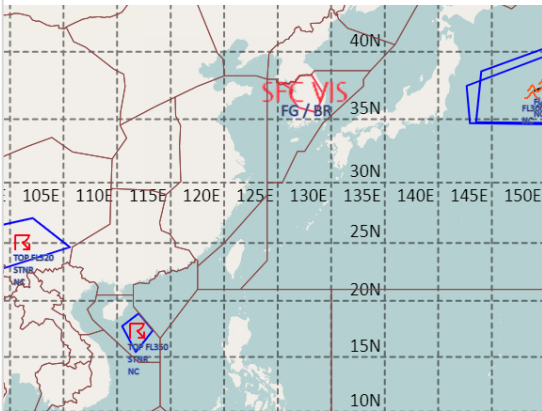 40N
SFC VIS
FG / BR
35N
30N
105E 110E 115E 120E 125E 130E 135E 140E 145E 150E
25N
TOP FL520
STNR
NC
20N
TOP FL350
STNR
NC
15N
10N